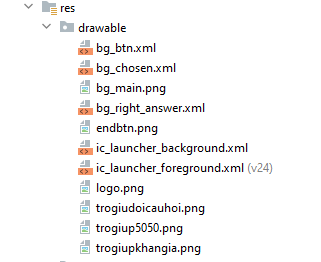 res
drawable
bg_btn.xml
bg_chosen.xml
bg_main.png
bg_right_answer.xml
endbtn.png
ic_launcher_background.xml
ic_launcher_foreground.xml (v24)
logo.png
trogiudoicauhoi.png
trogiup5050.png
trogiupkhangia.png